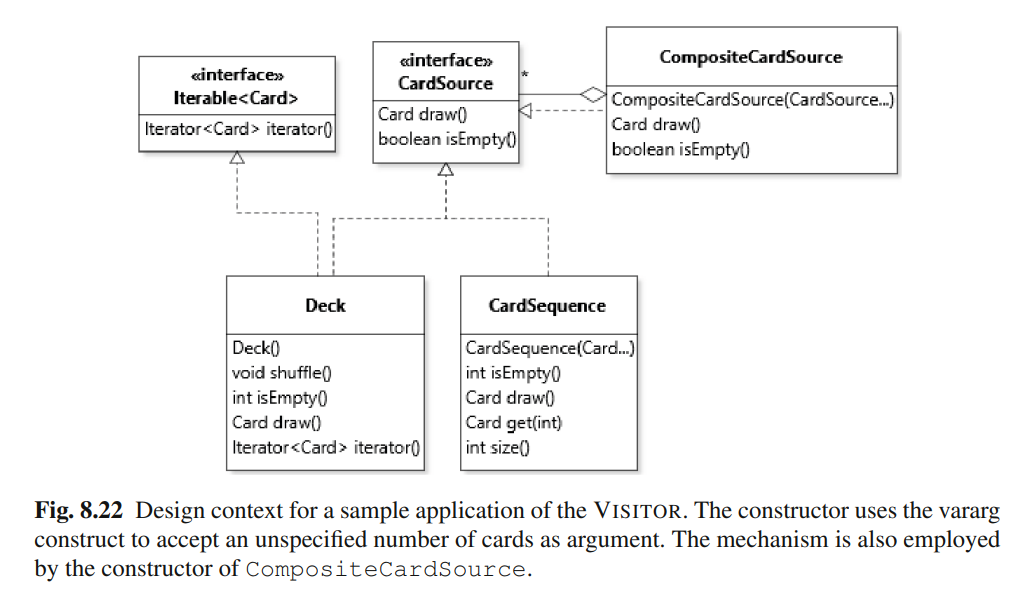 «interface»
Iterable<Card>
Iterator<Card> iterator()
«interface»
CardSource
Card draw()
boolean isEmpty()
*
CompositeCardSource
CompositeCardSource(CardSource...)
Card draw()
boolean isEmpty()
Deck
Deck()
void shuffle()
int isEmpty()
Card draw()
Iterator<Card> iterator()
CardSequence
CardSequence(Card...)
int isEmpty()
Card draw()
Card get(int)
int size()
Fig. 8.22 Design context for a sample application of the VISITOR. The constructor uses the vararg
construct to accept an unspecified number of cards as argument. The mechanism is also employed
by the constructor of CompositeCardSource.